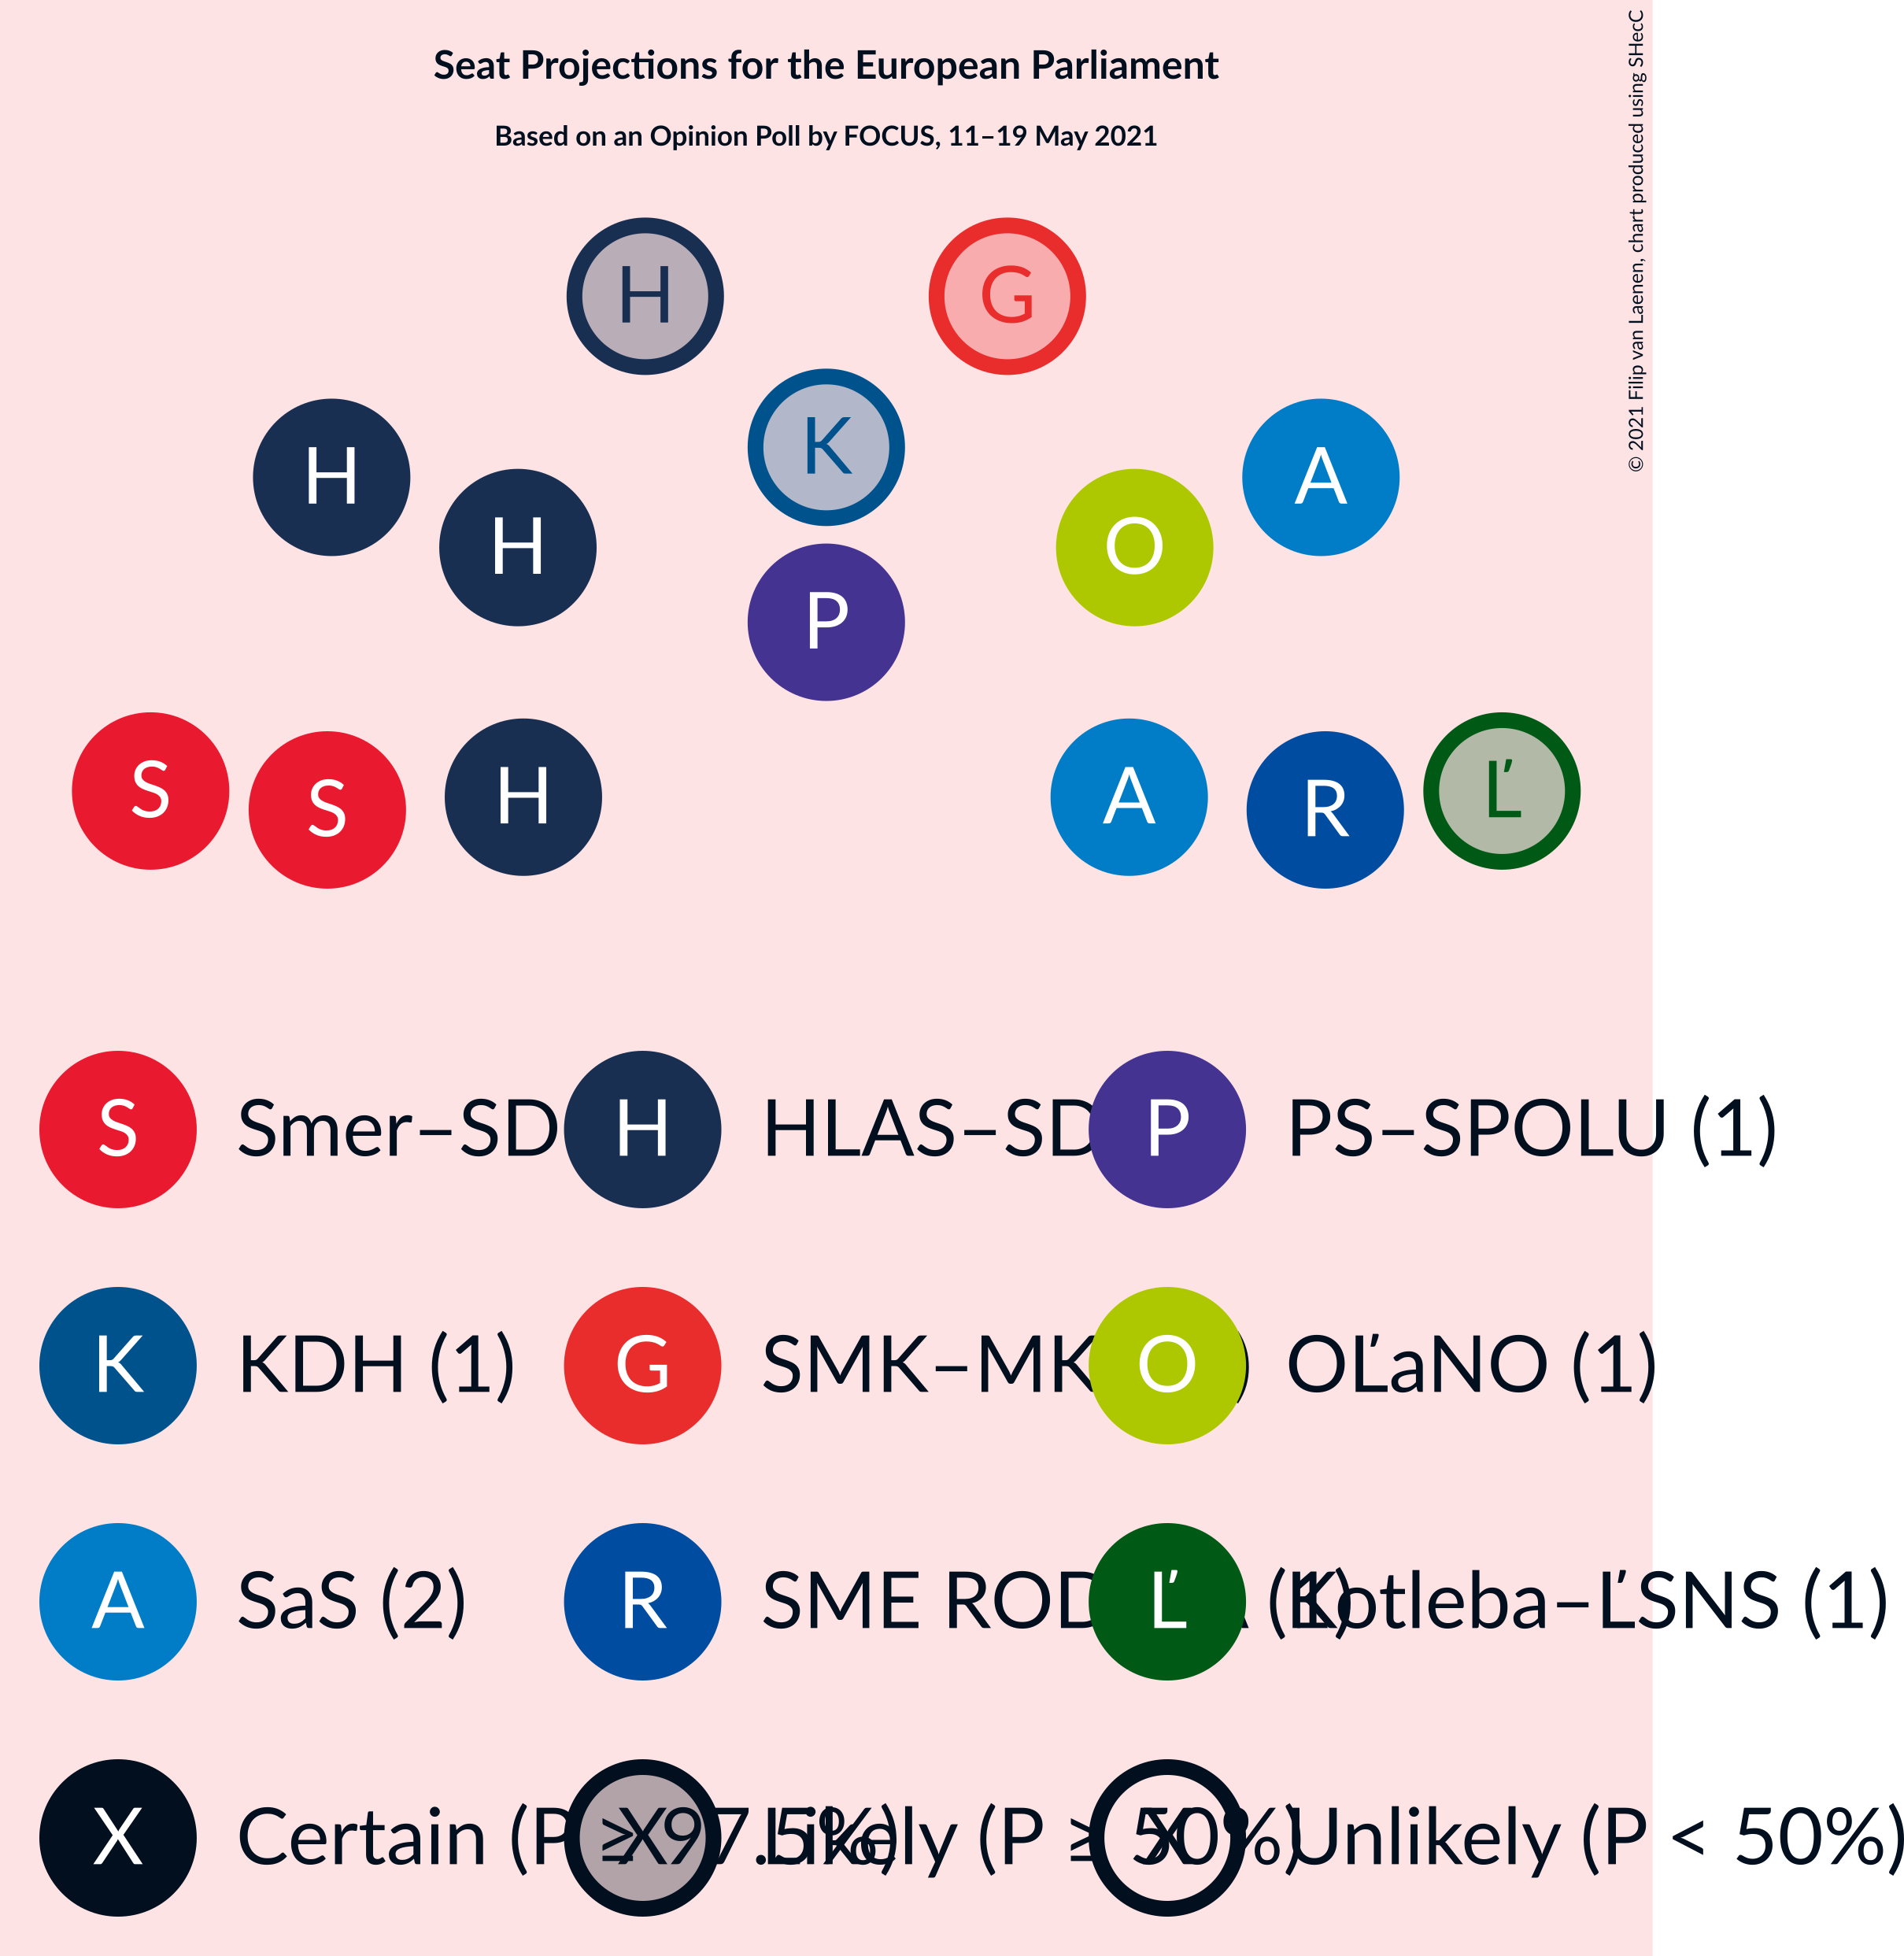 Seat Projections for the European Parliament
Based on an Opinion Poll by FOCUS, 11–19 May 2021
© 2021 Filip van Laenen, chart produced using SHecC
H G
K
H A
H O
P
S Ľ
S R
H A
S Smer–SD H HLAS–SD P PS–SPOLU (1)
K KDH (1) G SMK–MK O OĽaNO (1)
A SaS (2) R SME Ľ Kotleba–ĽSNS (1)
X Certain (P ≥ X Likely (P ≥ 50%) X Unlikely (P < 50%)